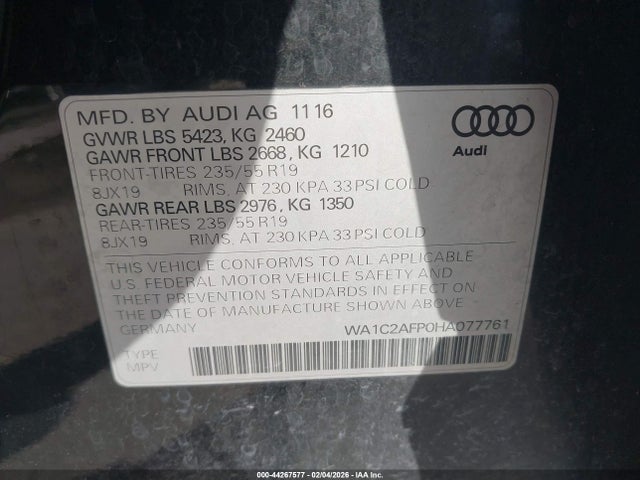 MFD. BY AUDI AG 1116
GVWR LBS 5423, KG 2460
GAWR FRONT LBS 2668, KG 1210
FRONT-TIRES 235/55 R19
8JX19 RIMS, AT 230 KPA 33 PSI COLD
GAWR REAR LBS 2976, KG 1350
REAR-TIRES 235/55 R19
8JX19 RIMS, AT 230 KPA 33 PSI COLD
Audi
THIS VEHICLE CONFORMS TO ALL APPLICABLE
U.S. FEDERAL MOTOR VEHICLE SAFETY AND
THEFT PREVENTION STANDARDS IN EFFECT ON
THE DATE OF MANUFACTURE SHOWN ABOVE
GERMANY WA1C2AFP0HA077761
TYPE
MPV
000-44267577 - 02/04/2026 - IAA Inc.